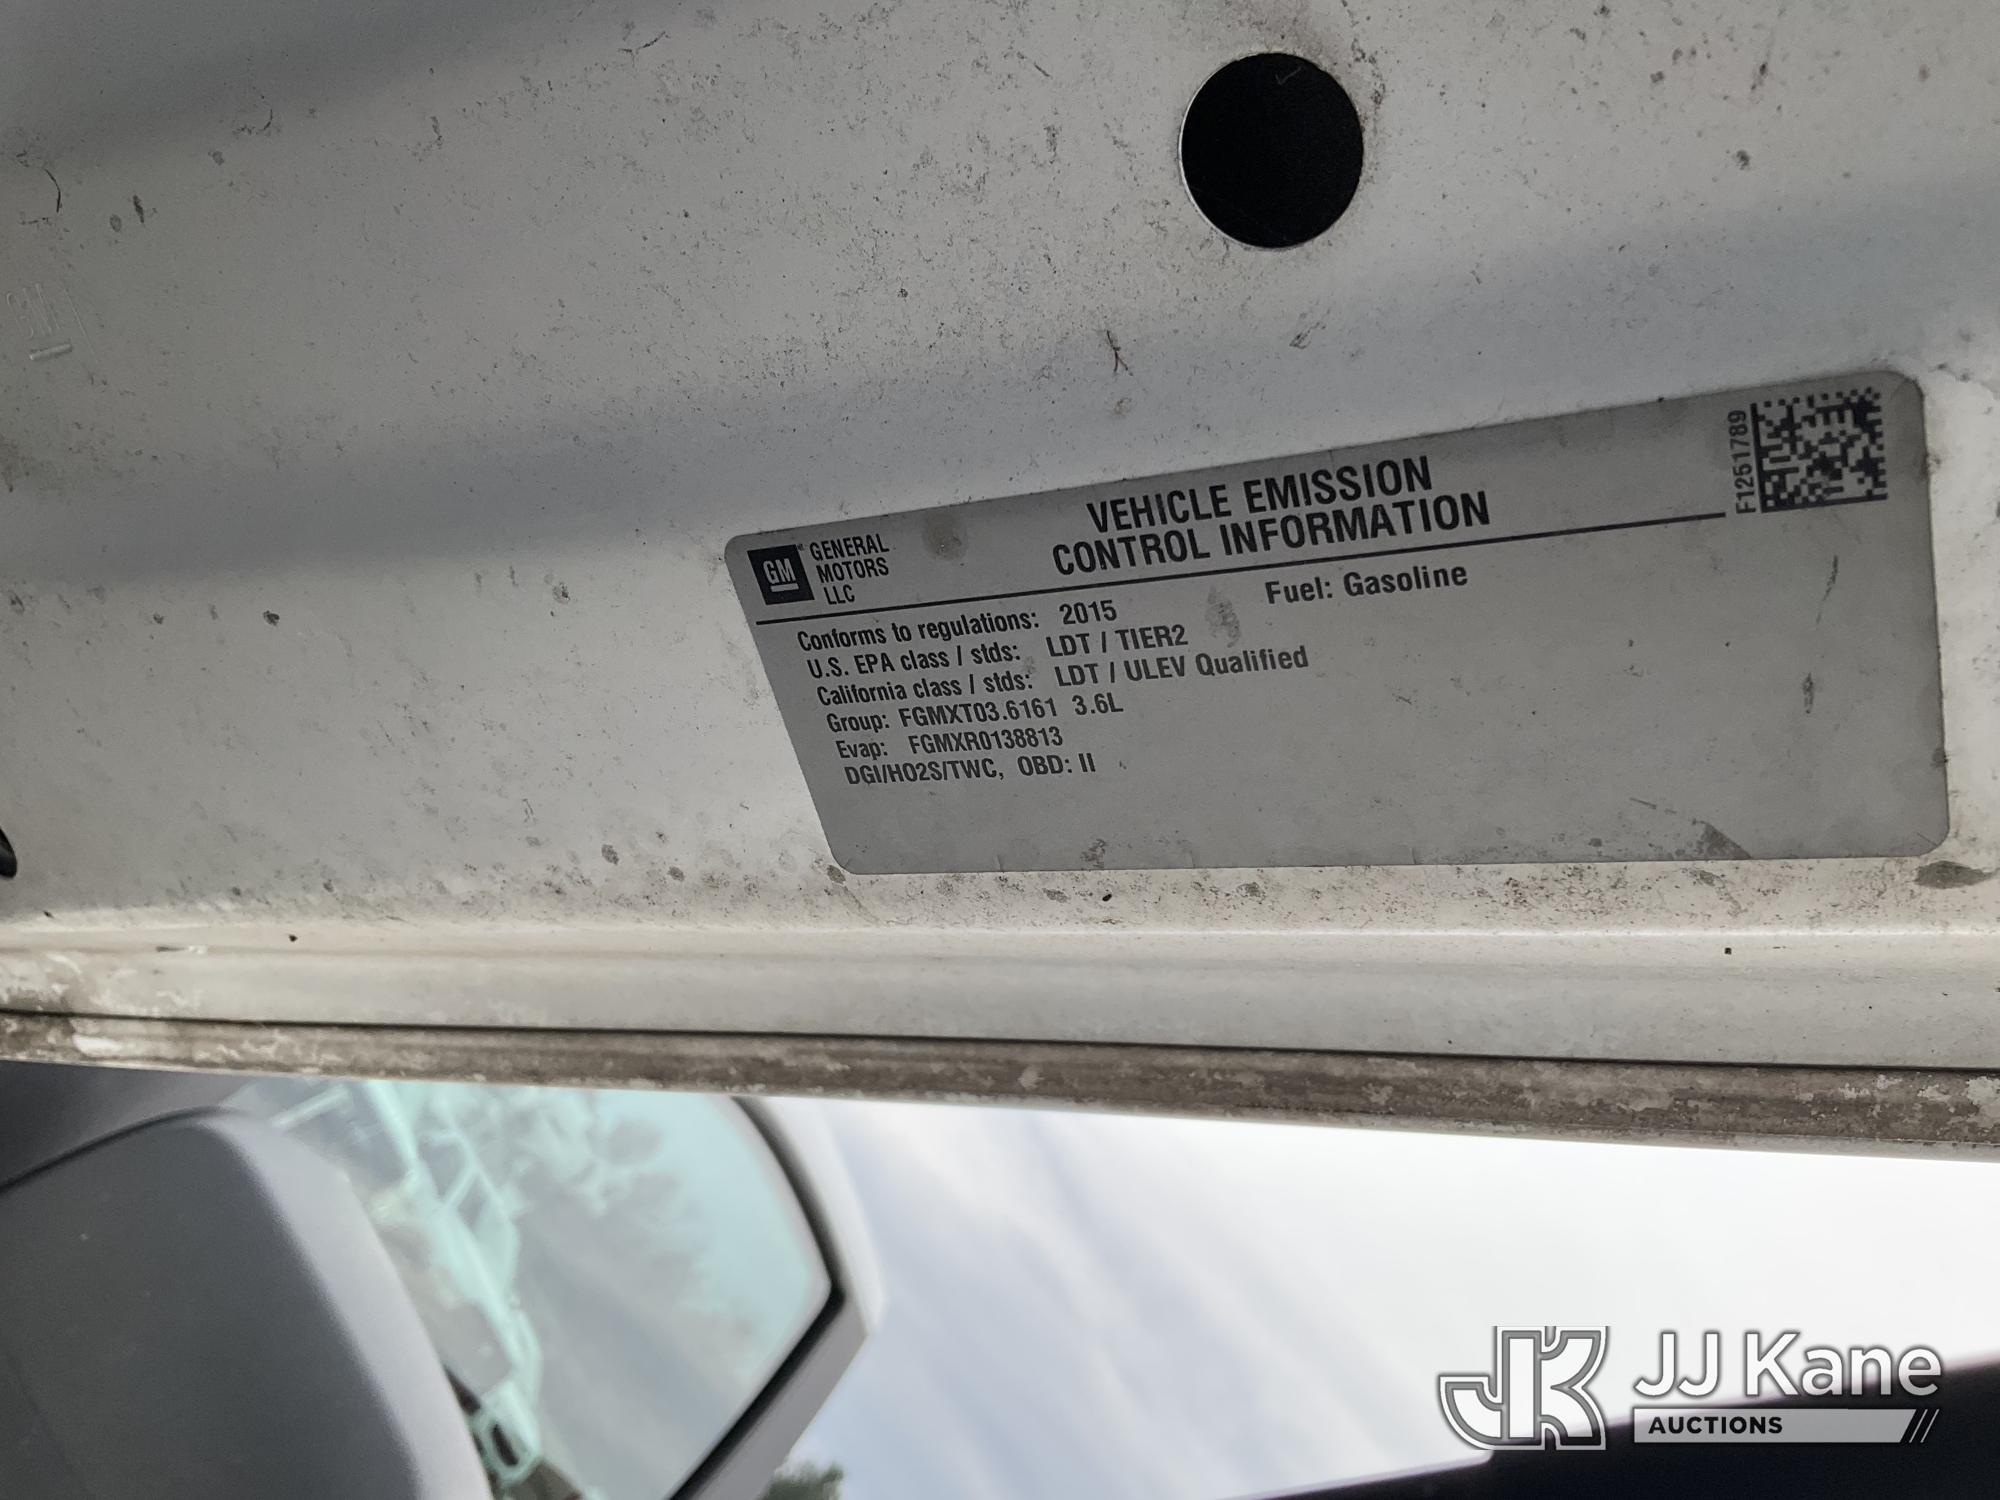 GM
GM GENERAL MOTORS LLC
VEHICLE EMISSION
CONTROL INFORMATION
F1251789
Conforms to regulations: 2015 Fuel: Gasoline
U.S. EPA class / stds: LDT / TIER2
California class / stds: LDT / ULEV Qualified
Group: FGMXT03.6161 3.6L
Evap: FGMXR0138813
DGI/HO2S/TWC, OBD: II
JK JJ Kane
AUCTIONS